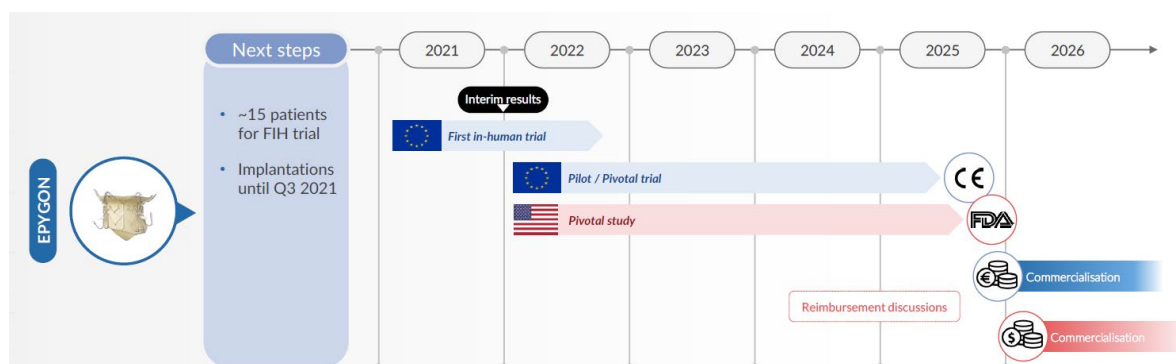 Next steps
2021
2022
2023
2024
2025
2026
EPYGON
• ~15 patients
for FIH trial
• Implantations
until Q3 2021
Interim results
First in-human trial
Pilot / Pivotal trial
CE
Pivotal study
FDA
€
Commercialisation
Reimbursement discussions
$
Commercialisation